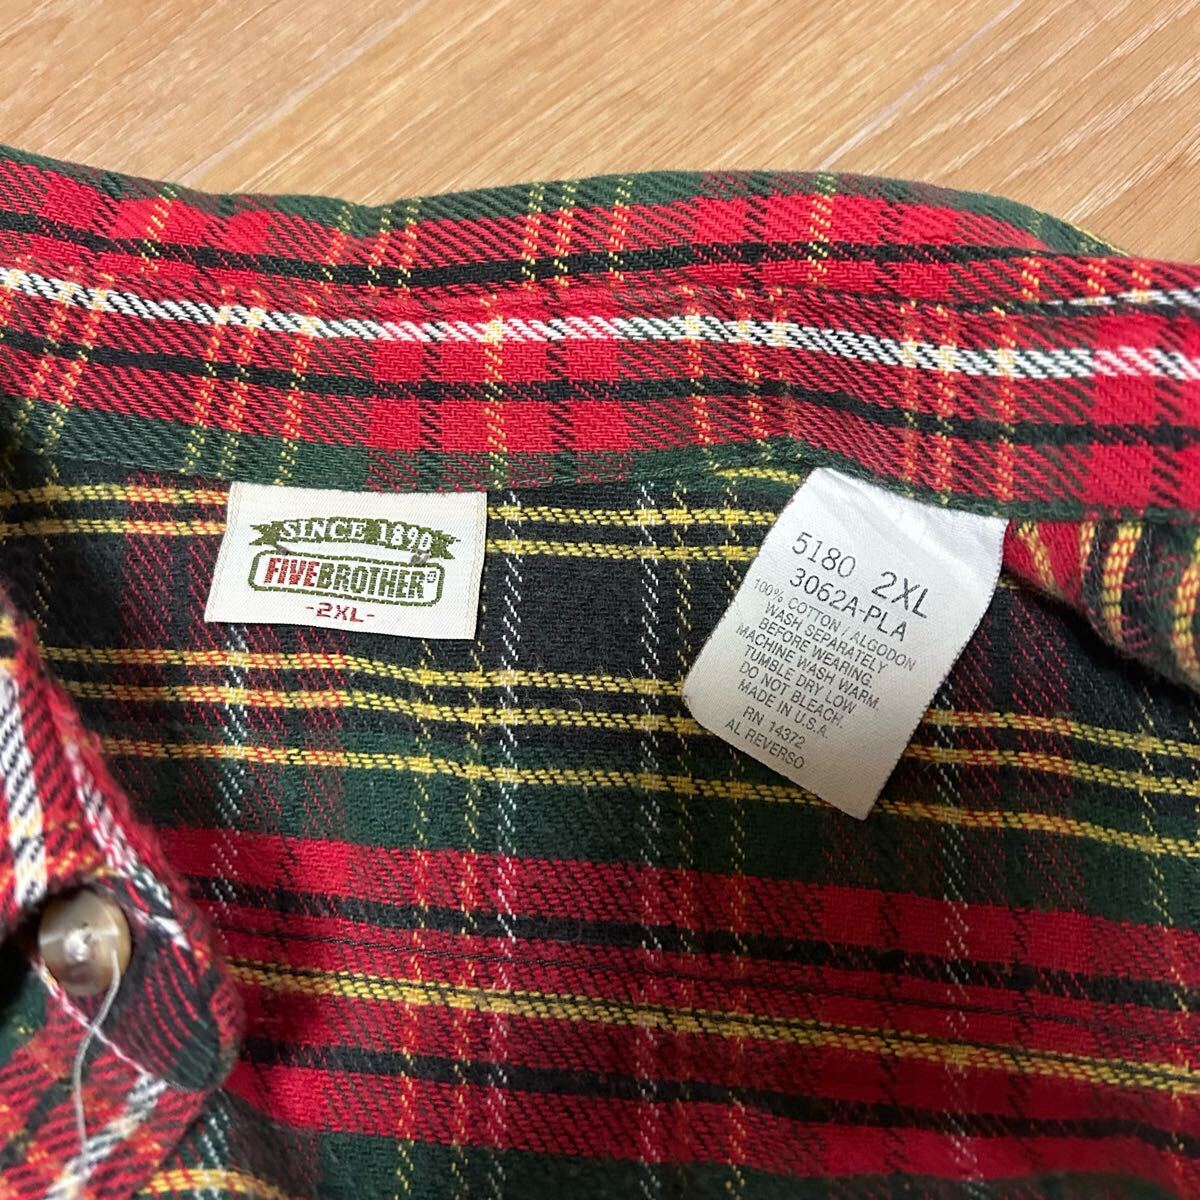 SINCE 1890
FIVEBROTHER®
-2XL-
5180 2XL
3062A-PLA
100% COTTON / ALGODON
WASH SEPARATELY
BEFORE WEARING.
MACHINE WASH WARM.
TUMBLE DRY LOW.
DO NOT BLEACH.
MADE IN U.S.A.
RN 14372
AL REVERSO